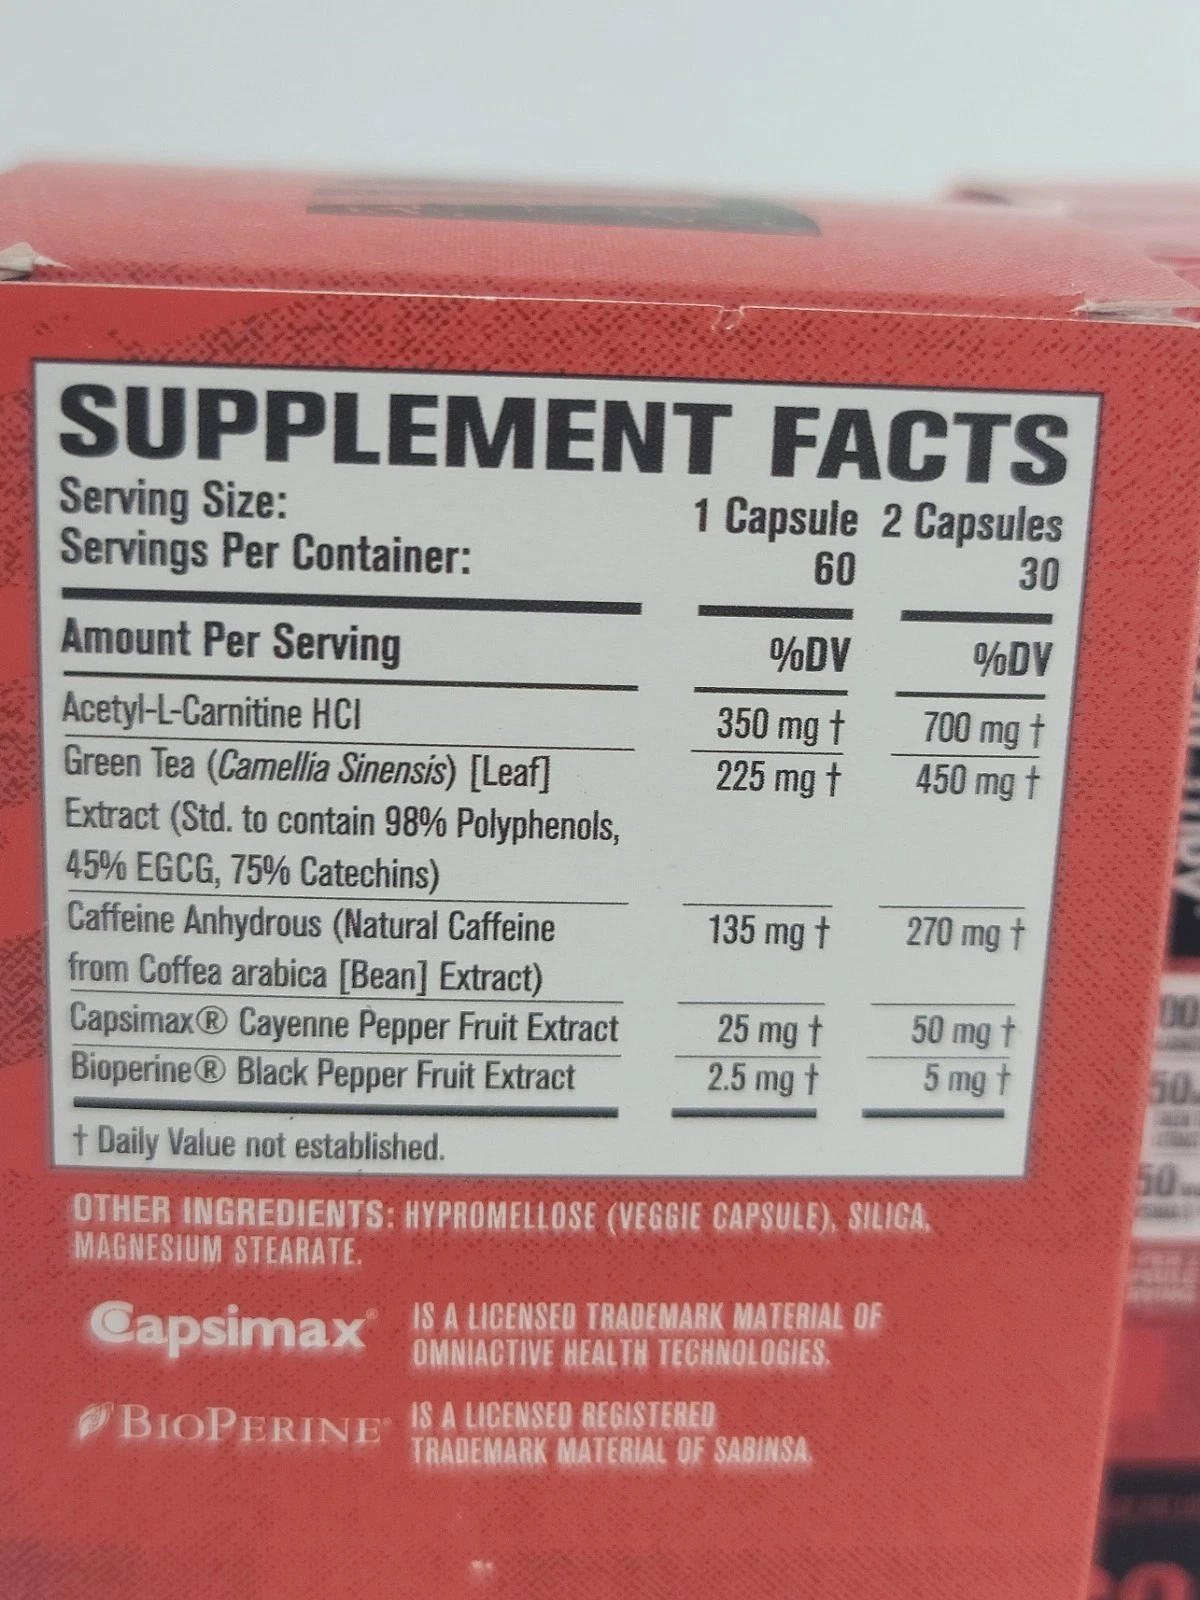 SUPPLEMENT FACTS
Serving Size: 1 Capsule 2 Capsules
Servings Per Container: 60 30
Amount Per Serving %DV %DV
Acetyl-L-Carnitine HCl 350 mg † 700 mg †
Green Tea (Camellia Sinensis) [Leaf] 225 mg † 450 mg †
Extract (Std. to contain 98% Polyphenols,
45% EGCG, 75% Catechins)
Caffeine Anhydrous (Natural Caffeine 135 mg † 270 mg †
from Coffea arabica [Bean] Extract)
Capsimax® Cayenne Pepper Fruit Extract 25 mg † 50 mg †
Bioperine® Black Pepper Fruit Extract 2.5 mg † 5 mg †
† Daily Value not established.
OTHER INGREDIENTS: HYPROMELLOSE (VEGGIE CAPSULE), SILICA,
MAGNESIUM STEARATE.
Capsimax® IS A LICENSED TRADEMARK MATERIAL OF
OMNIACTIVE HEALTH TECHNOLOGIES.
BIOPERINE® IS A LICENSED REGISTERED
TRADEMARK MATERIAL OF SABINSA.